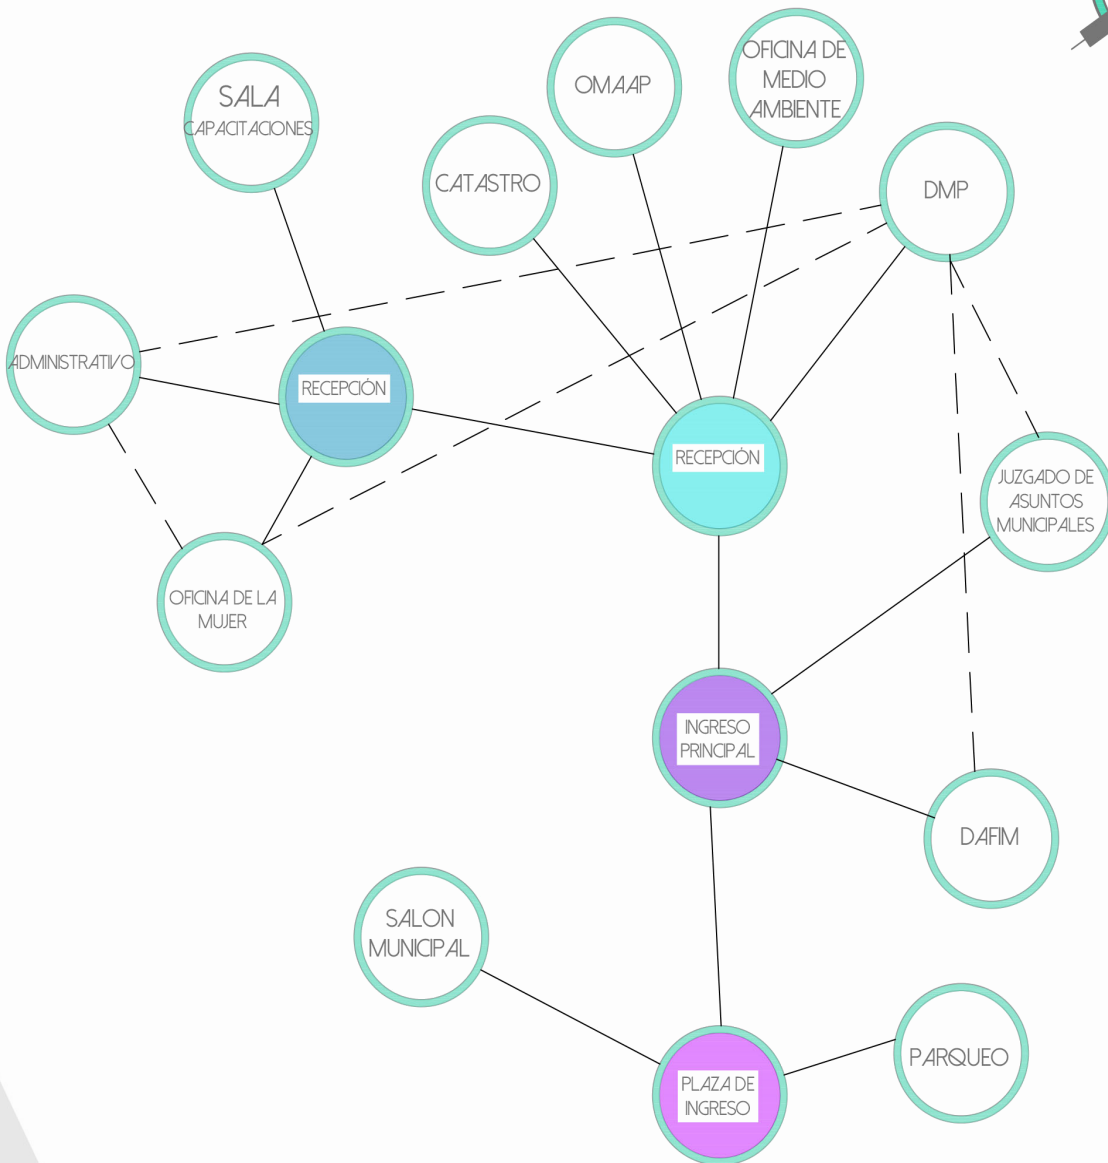 OFICINA DE
MEDIO
AMBIENTE
OMAAP
SALA
CAPACITACIONES
CATASTRO
DMP
ADMINISTRATIVO
RECEPCIÓN
RECEPCIÓN
JUZGADO DE
ASUNTOS
MUNICIPALES
OFICINA DE LA
MUJER
INGRESO
PRINCIPAL
DAFIM
SALON
MUNICIPAL
PARQUEO
PLAZA DE
INGRESO